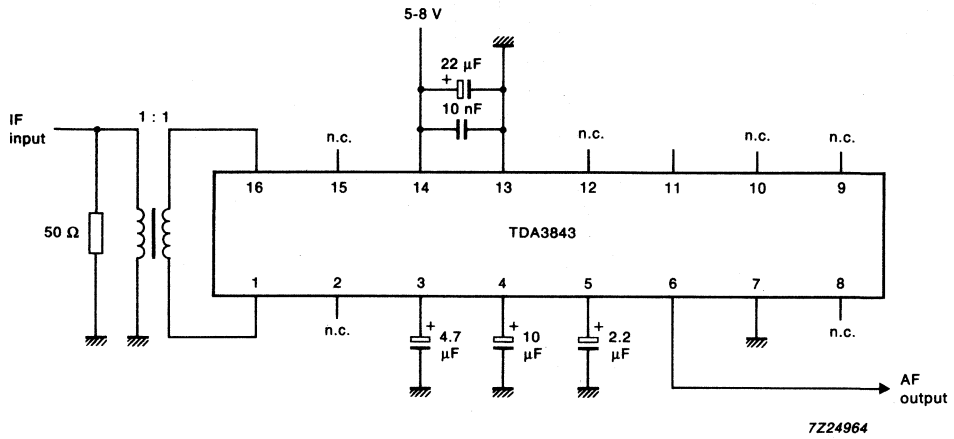 5-8 V
22 µF
+
10 nF
IF
input
1 : 1
n.c.
n.c.
n.c.
n.c.
16 15 14 13 12 11 10 9
50 Ω
TDA3843
1 2 3 4 5 6 7 8
n.c.
+
4.7
µF
+
10
µF
+
2.2
µF
n.c.
AF
output
7Z24964